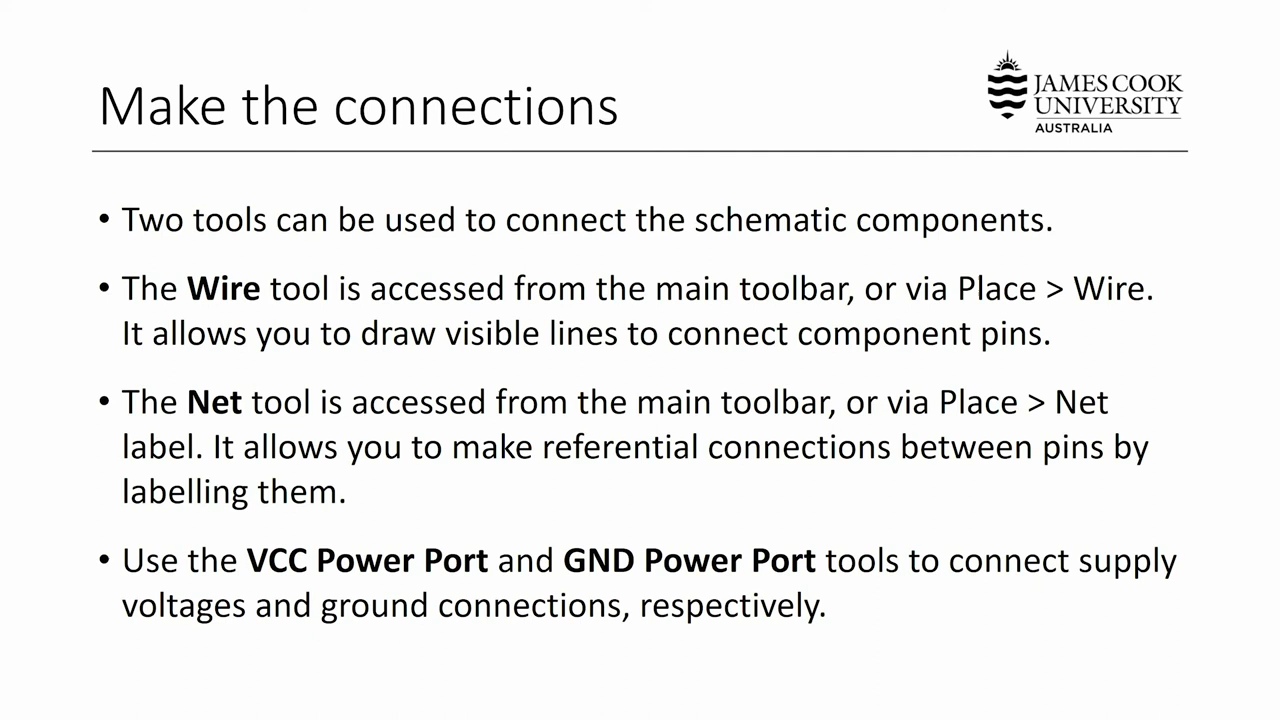 Make the connections
JAMES COOK
UNIVERSITY
AUSTRALIA
• Two tools can be used to connect the schematic components.
• The Wire tool is accessed from the main toolbar, or via Place > Wire.
It allows you to draw visible lines to connect component pins.
• The Net tool is accessed from the main toolbar, or via Place > Net
label. It allows you to make referential connections between pins by
labelling them.
• Use the VCC Power Port and GND Power Port tools to connect supply
voltages and ground connections, respectively.